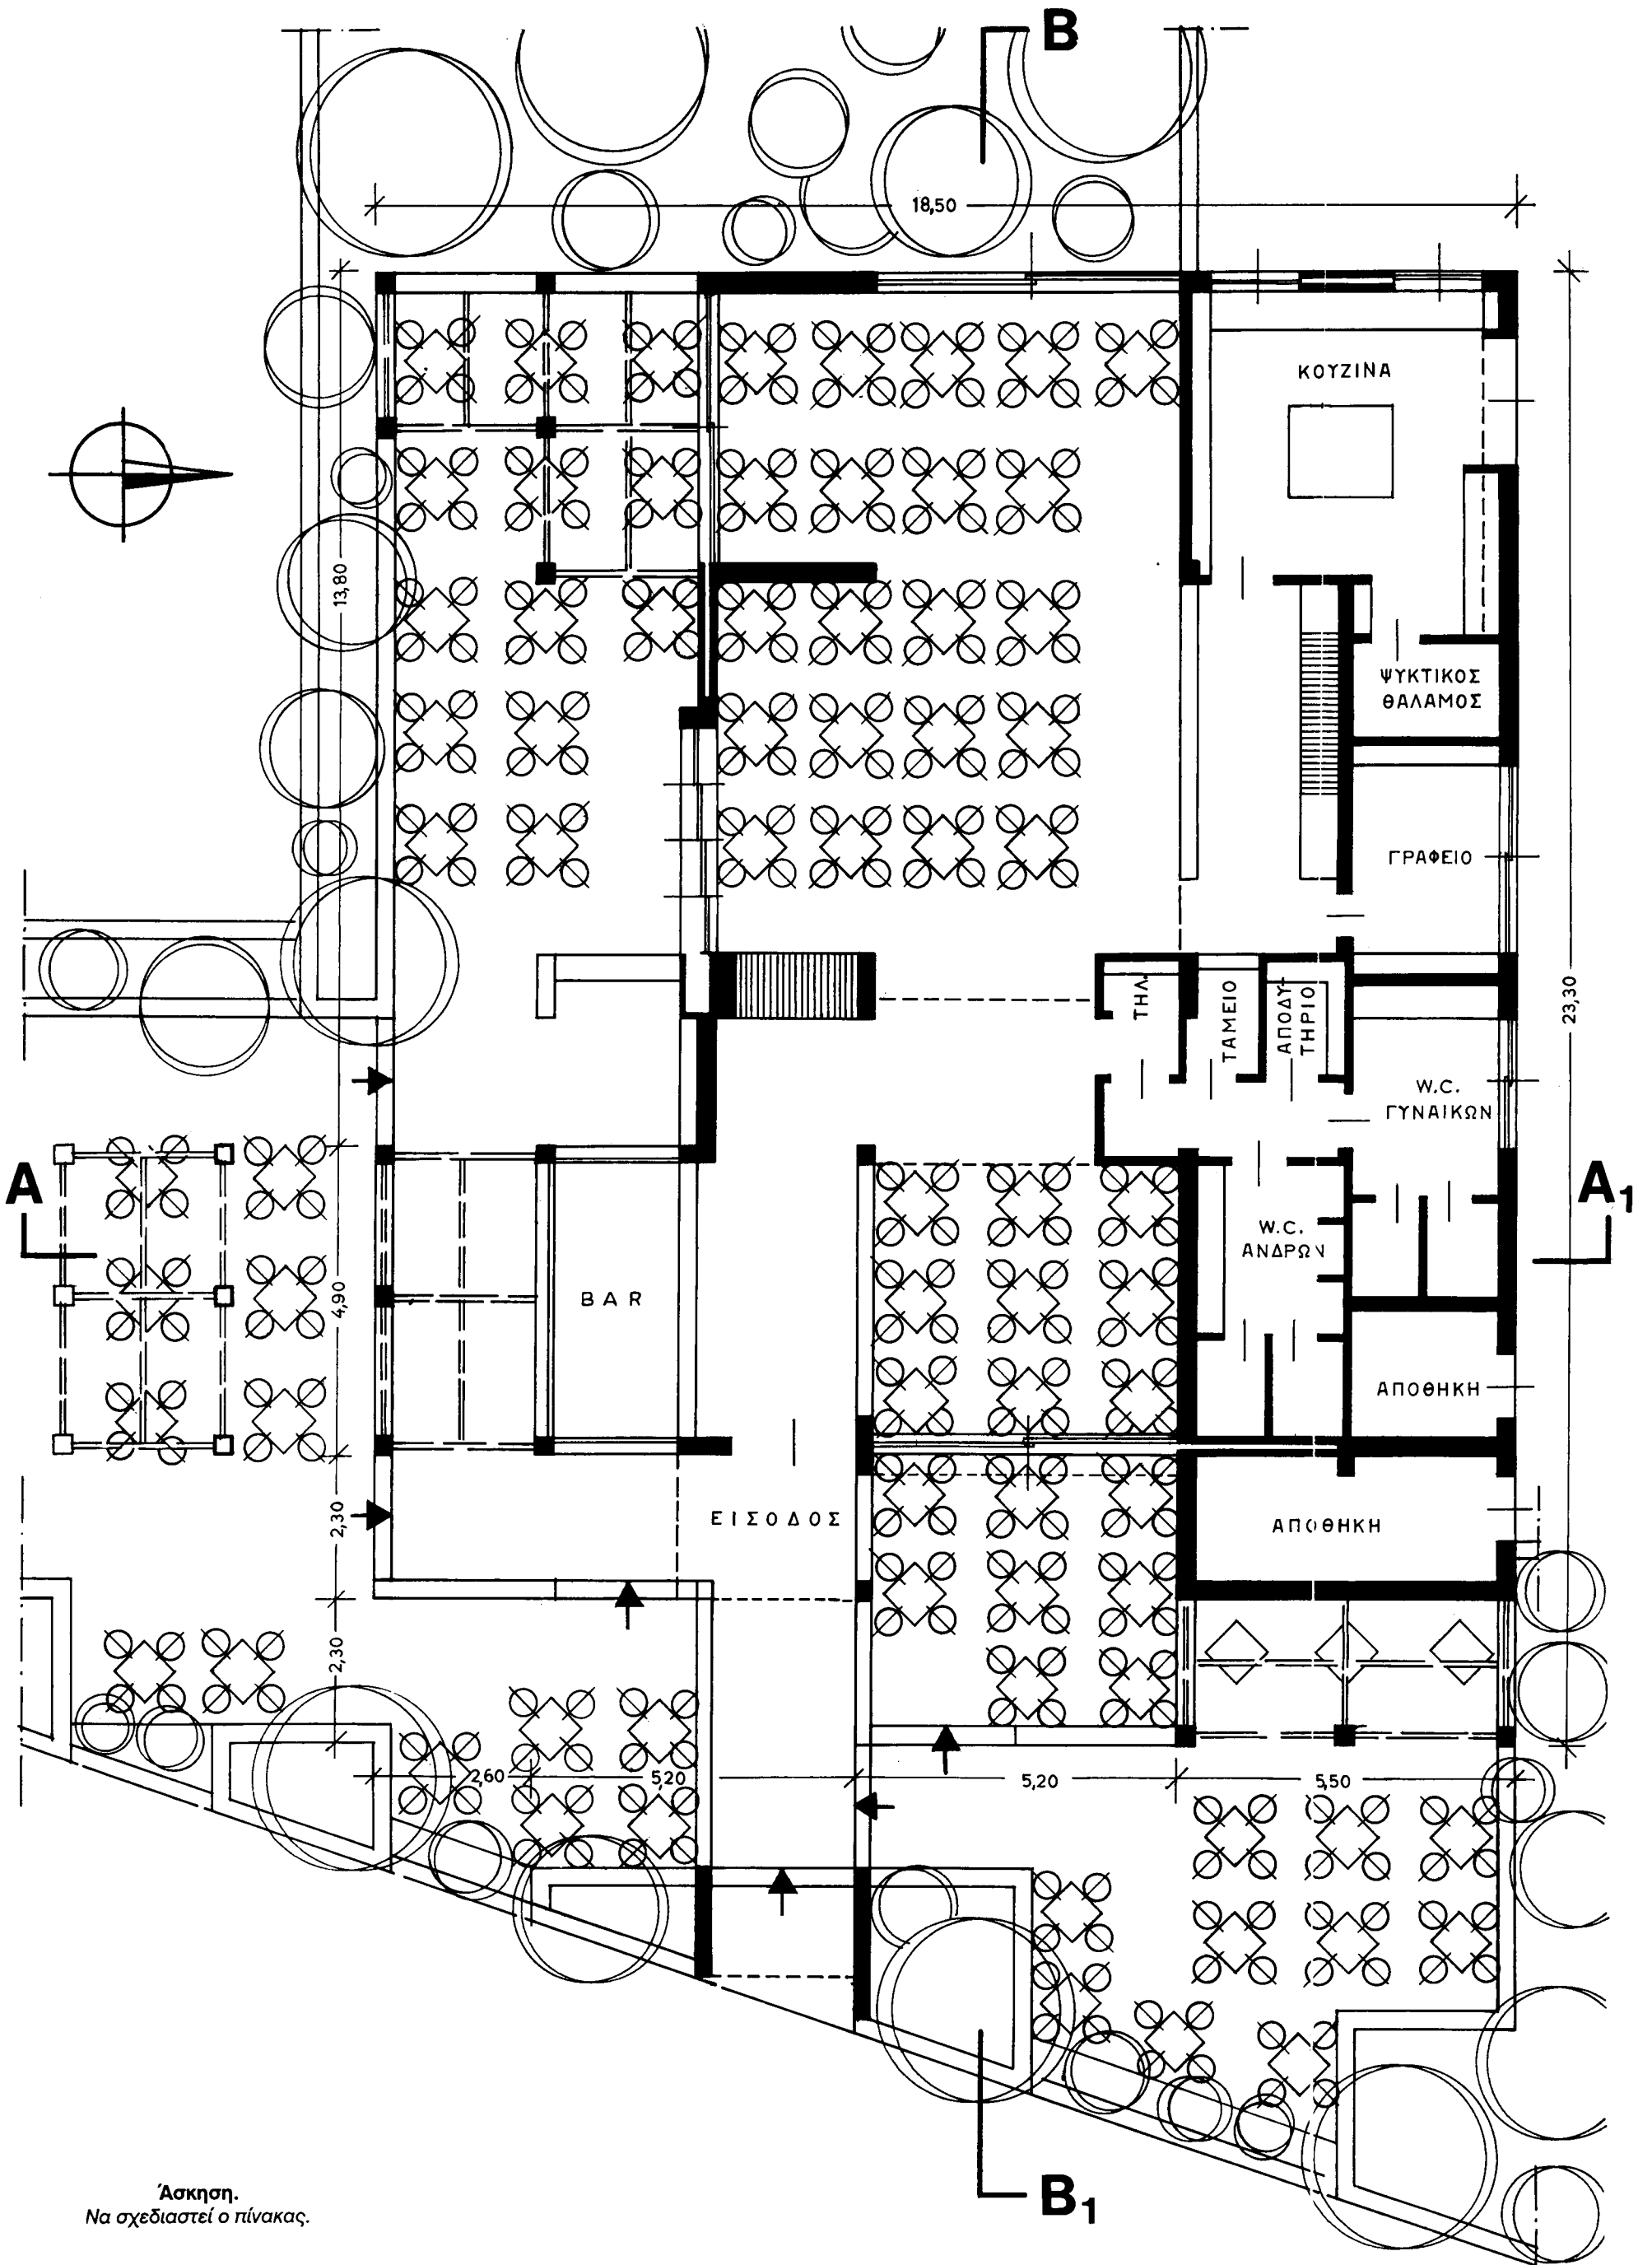 B
18,50
ΚΟΥΖΙΝΑ
13,80
ΨΥΚΤΙΚΟΣ
ΘΑΛΑΜΟΣ
ΓΡΑΦΕΙΟ
23,30
ΤΗΛ.
ΤΑΜΕΙΟ
ΑΠΟΔΥ-
ΤΗΡΙΟ
W.C.
ΓΥΝΑΙΚΩΝ
A
A₁
W.C.
ΑΝΔΡΩΝ
4,90
BAR
ΑΠΟΘΗΚΗ
2,30
ΕΙΣΟΔΟΣ
ΑΠΟΘΗΚΗ
2,30
2,60
5,20
5,20
5,50
B₁
Άσκηση.
Να σχεδιαστεί ο πίνακας.